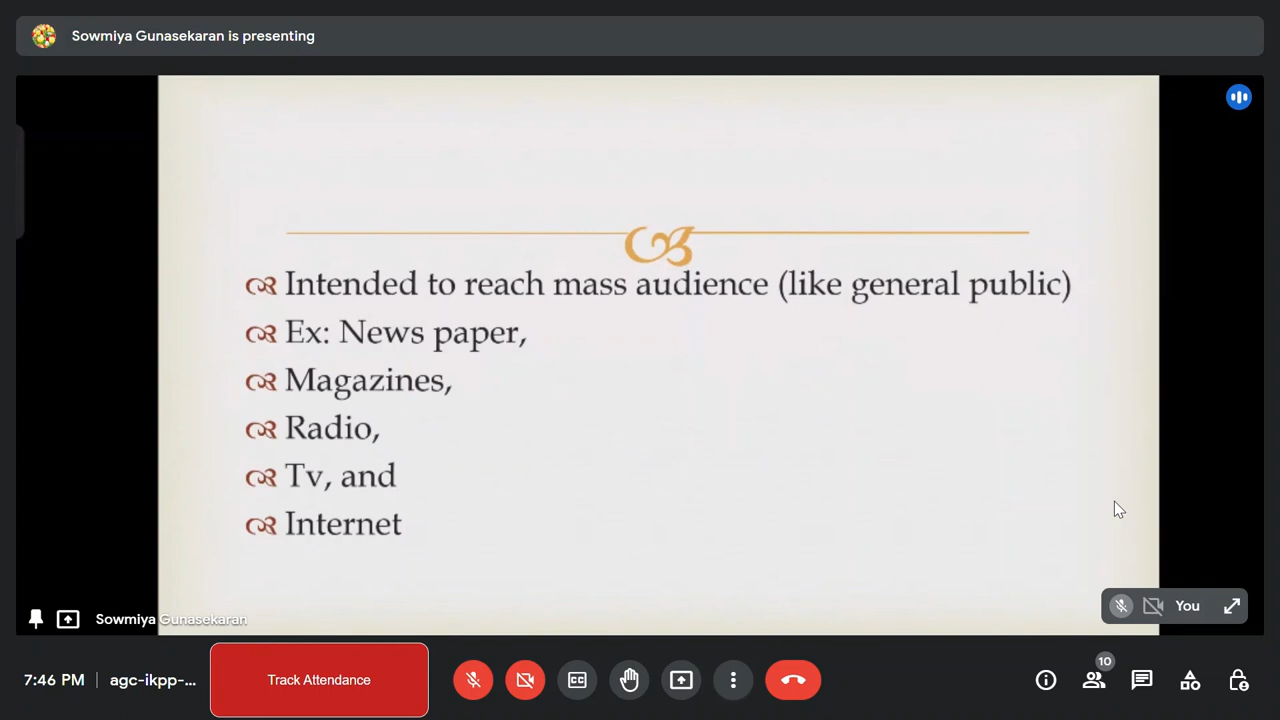 Sowmiya Gunasekaran is presenting
Intended to reach mass audience (like general public)
Ex: News paper,
Magazines,
Radio,
Tv, and
Internet
Sowmiya Gunasekaran
You
7:46 PM
agc-ikpp-...
Track Attendance
CC
10